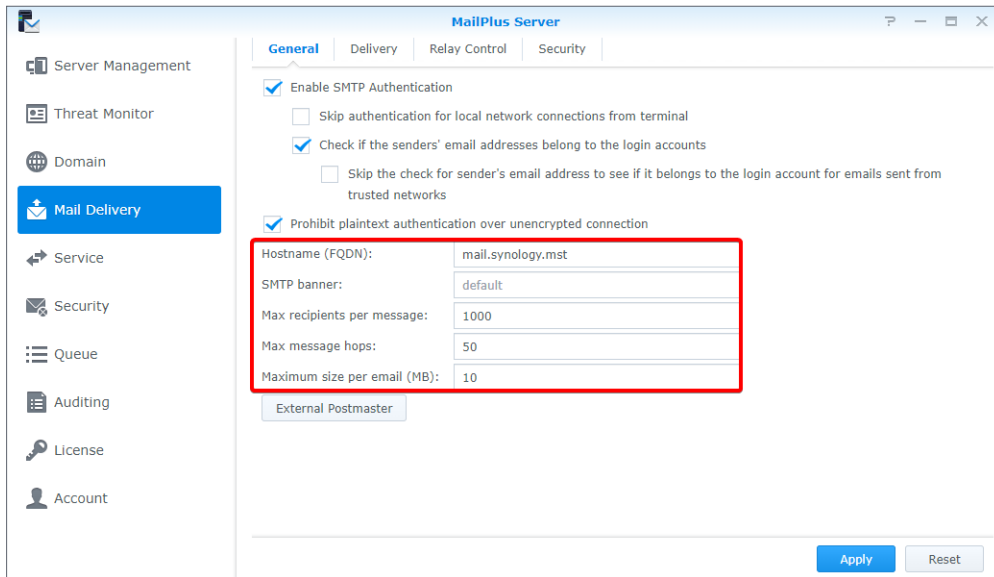 MailPlus Server
General Delivery Relay Control Security
Server Management
Threat Monitor
Domain
Mail Delivery
Service
Security
Queue
Auditing
License
Account
Enable SMTP Authentication
Skip authentication for local network connections from terminal
Check if the senders' email addresses belong to the login accounts
Skip the check for sender's email address to see if it belongs to the login account for emails sent from
trusted networks
Prohibit plaintext authentication over unencrypted connection
Hostname (FQDN): mail.synology.mst
SMTP banner: default
Max recipients per message: 1000
Max message hops: 50
Maximum size per email (MB): 10
External Postmaster
Apply Reset